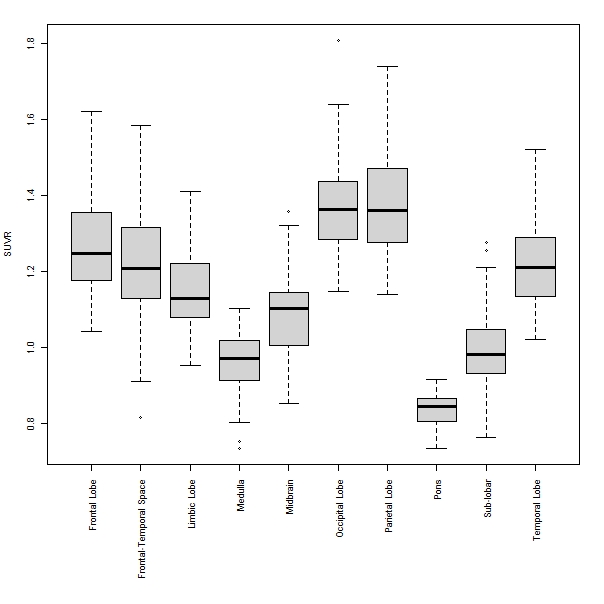 SUVR
1.8
1.6
1.4
1.2
1.0
0.8
Frontal Lobe
Frontal-Temporal Space
Limbic Lobe
Medulla
Midbrain
Occipital Lobe
Parietal Lobe
Pons
Sub-lobar
Temporal Lobe